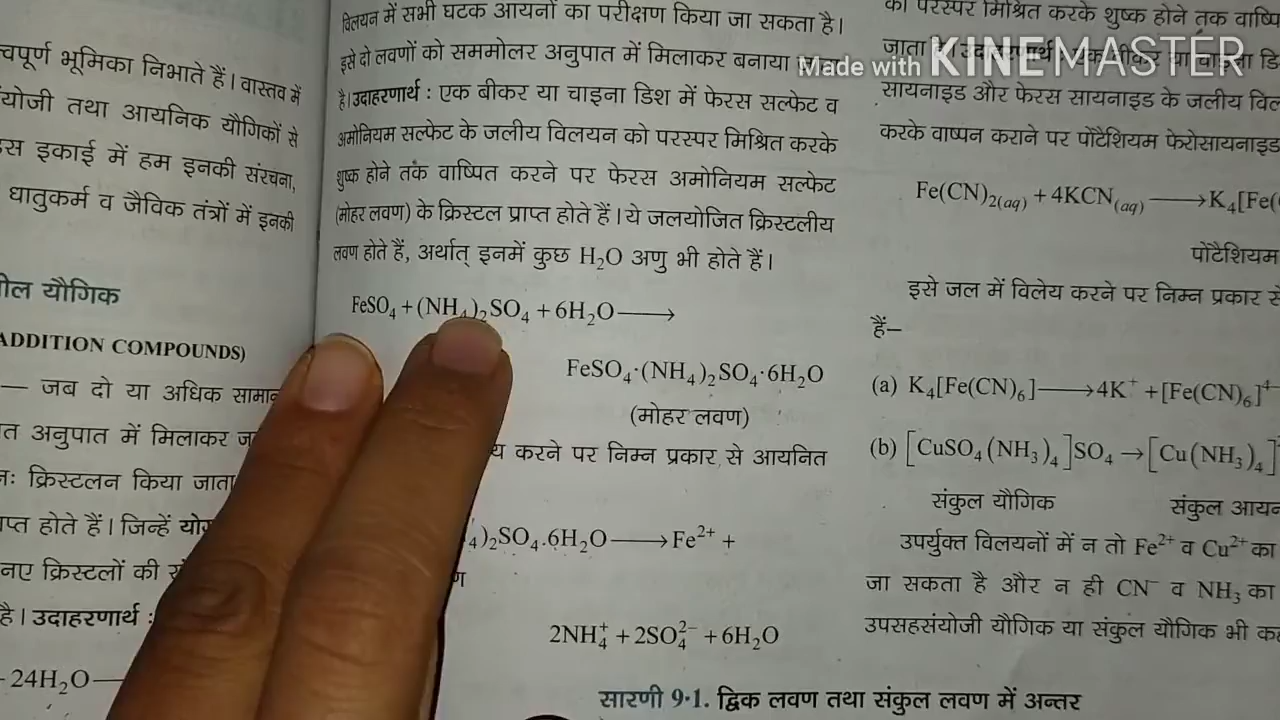 चपूर्ण भूमिका निभाते हैं। वास्तव में
योजी तथा आयनिक यौगिकों से
स इकाई में हम इनकी संरचना,
धातुकर्म व जैविक तंत्रों में इनकी
यौगिक
ADDITION COMPOUNDS)
— जब दो या अधिक
अनुपात में मिलाकर
क्रिस्टलन किया जाता
प्त होते हैं। जिन्हें
नए क्रिस्टलों की
है। उदाहरणार्थ :
24H₂O—
विलयन में सभी घटक आयनों का परीक्षण किया जा सकता है।
इसे दो लवणों को सममोलर अनुपात में मिलाकर बनाया
है। उदाहरणार्थ : एक बीकर या चाइना डिश में फेरस सल्फेट व
अमोनियम सल्फेट के जलीय विलयन को परस्पर मिश्रित करके
शुष्क होने तक वाष्पित करने पर फेरस अमोनियम सल्फेट
(मोहर लवण) के क्रिस्टल प्राप्त होते हैं। ये जलयोजित क्रिस्टलीय
लवण होते हैं, अर्थात् इनमें कुछ H₂O अणु भी होते हैं।
FeSO₄ + (NH₄)₂SO₄ + 6H₂O ⟶
FeSO₄·(NH₄)₂SO₄·6H₂O
(मोहर लवण)
य करने पर निम्न प्रकार से आयनित
₄)₂SO₄.6H₂O ⟶ Fe²⁺ +
2NH₄⁺ + 2SO₄²⁻ + 6H₂O
सारणी 9·1. द्विक लवण तथा संकुल लवण में अन्तर
को परस्पर मिश्रित करके शुष्क होने तक
Made with KINEMASTER
सायनाइड और फेरस सायनाइड के जलीय
करके वाष्पन कराने पर पोटैशियम फेरोसायनाइड
Fe(CN)₂₍aq₎ + 4KCN₍aq₎ ⟶ K₄[Fe(
पोटैशियम
इसे जल में विलेय करने पर निम्न प्रकार से
हैं–
(a) K₄[Fe(CN)₆] ⟶ 4K⁺ + [Fe(CN)₆]⁴⁻
(b) [CuSO₄(NH₃)₄]SO₄ → [Cu(NH₃)₄]
संकुल यौगिक संकुल आयन
उपर्युक्त विलयनों में न तो Fe²⁺ व Cu²⁺ का
जा सकता है और न ही CN⁻ व NH₃ का
उपसहसंयोजी यौगिक या संकुल यौगिक भी